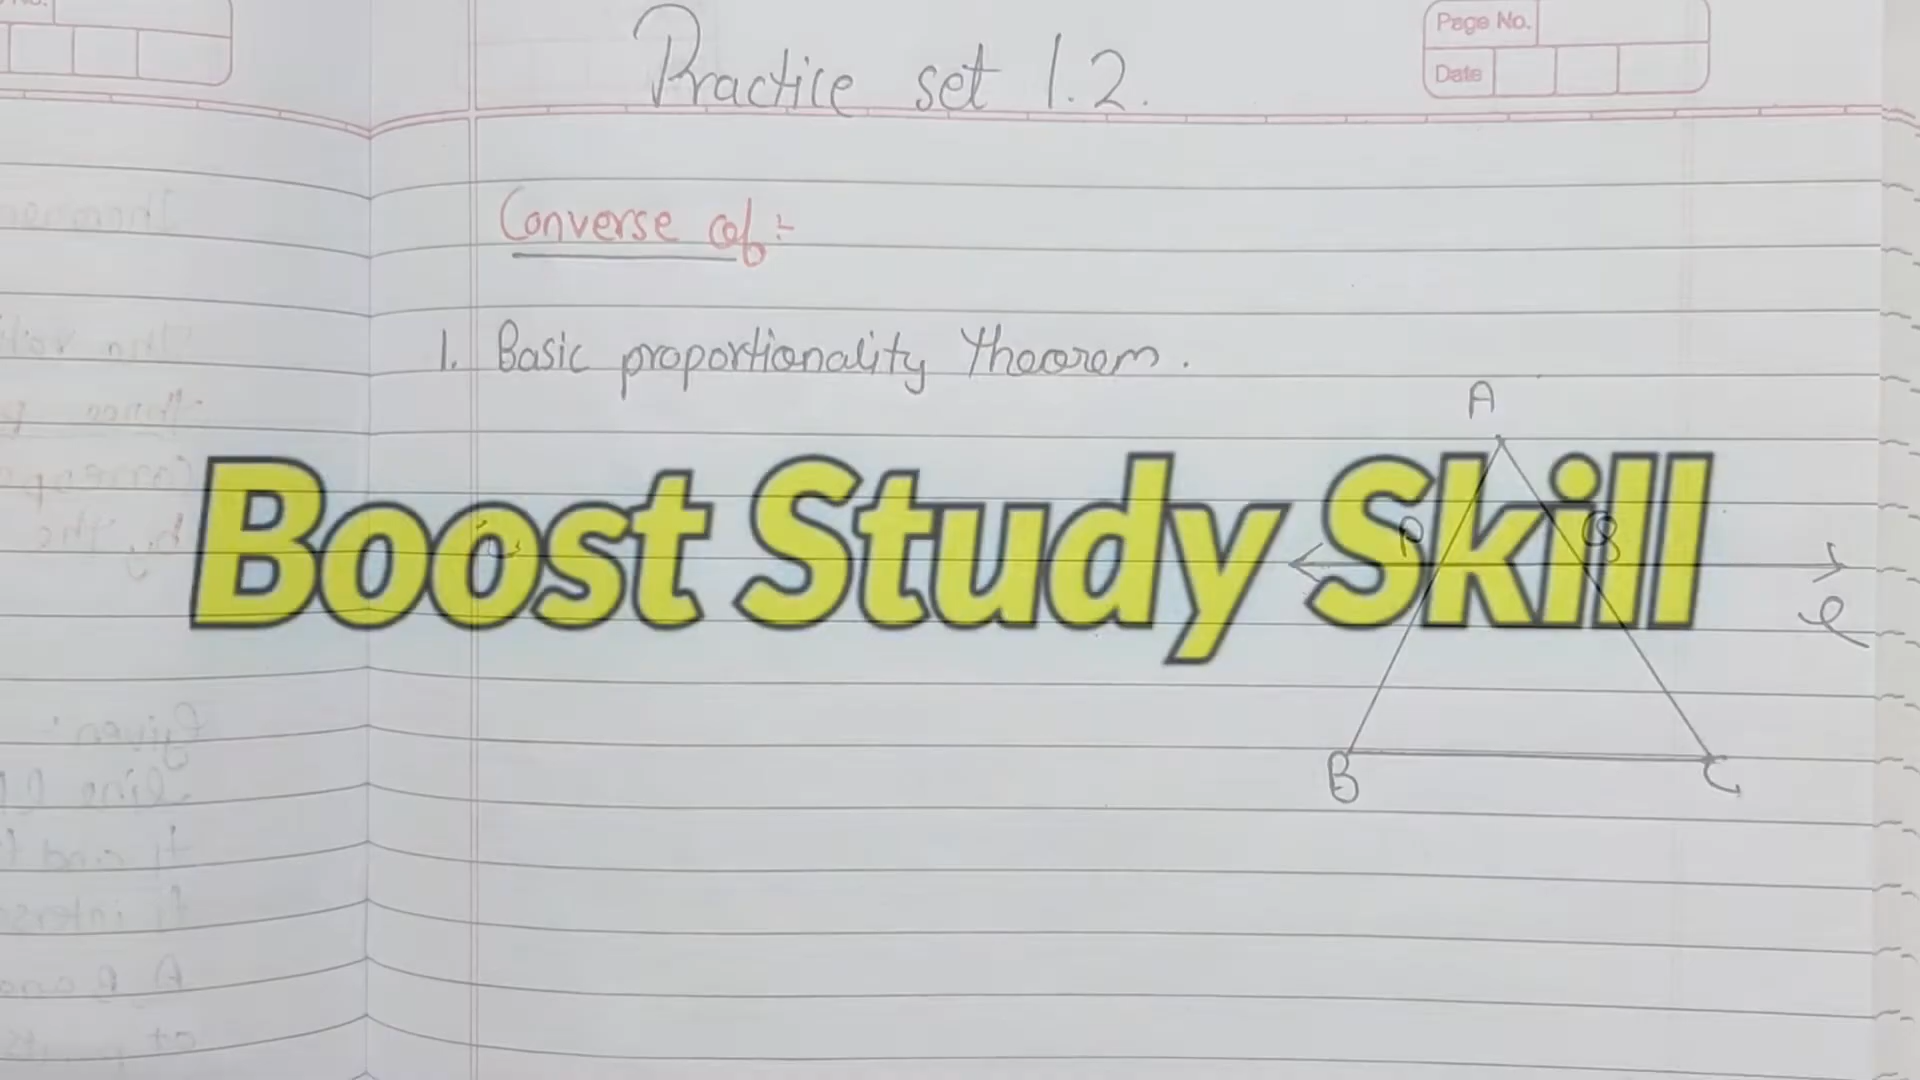 Page No.
Date
Practice set 1.2.
Converse of :-
1. Basic proportionality Theorem.
A
Boost Study Skill
P Q
l
B C